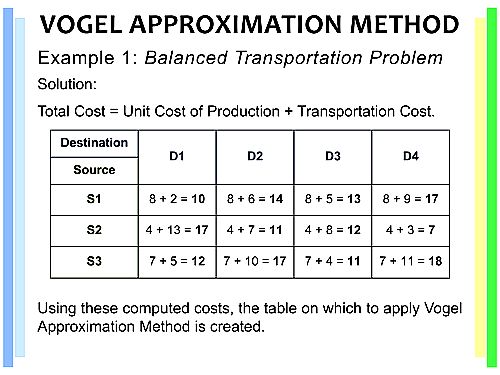 VOGEL APPROXIMATION METHOD
Example 1: Balanced Transportation Problem
Solution:
Total Cost = Unit Cost of Production + Transportation Cost.
Destination
Source
D1 D2 D3 D4
S1 8 + 2 = 10 8 + 6 = 14 8 + 5 = 13 8 + 9 = 17
S2 4 + 13 = 17 4 + 7 = 11 4 + 8 = 12 4 + 3 = 7
S3 7 + 5 = 12 7 + 10 = 17 7 + 4 = 11 7 + 11 = 18
Using these computed costs, the table on which to apply Vogel
Approximation Method is created.